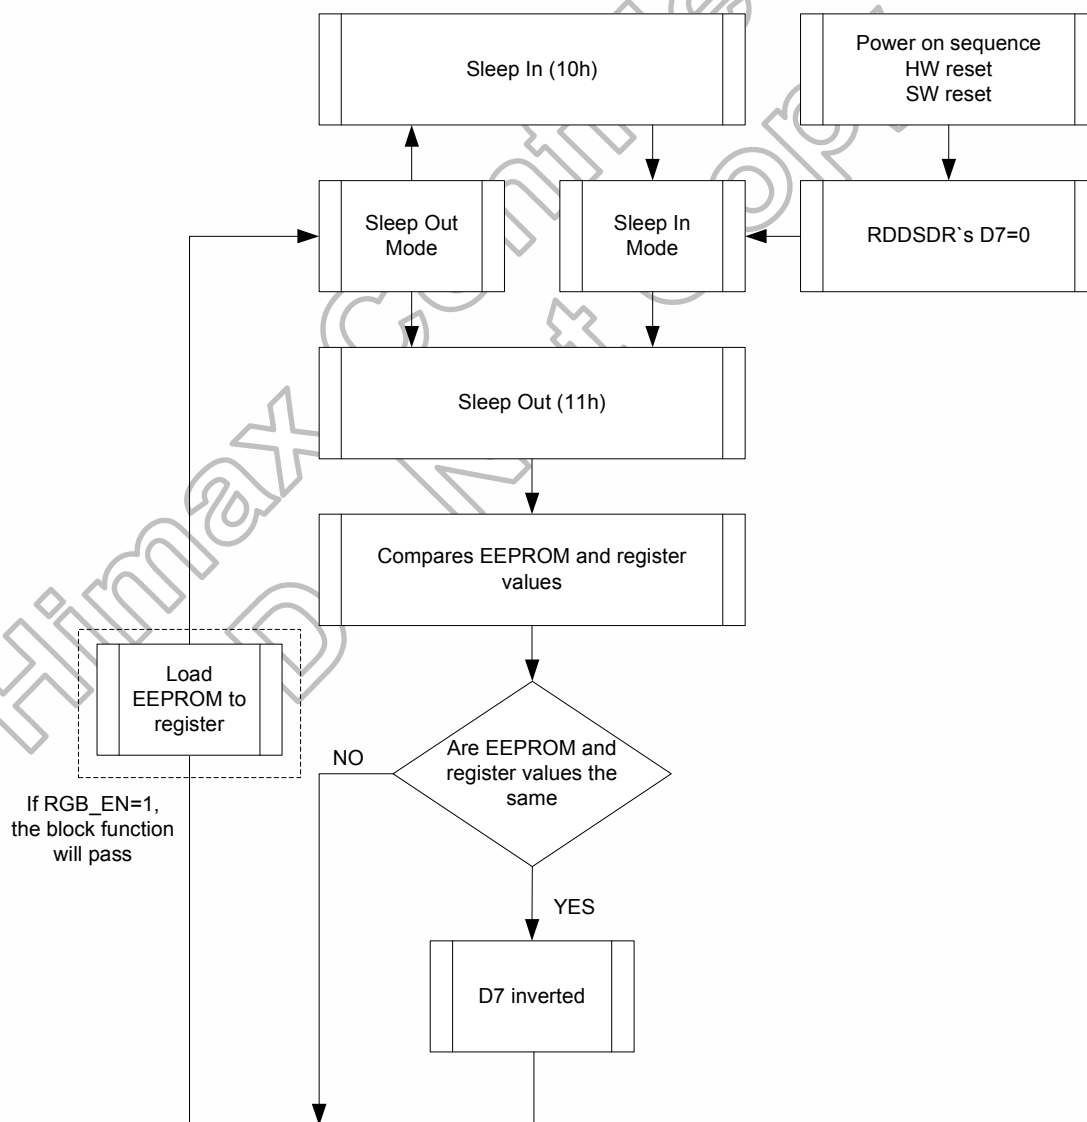 Sleep In (10h)
Power on sequence
HW reset
SW reset
Sleep Out
Mode
Sleep In
Mode
RDDSDR`s D7=0
Sleep Out (11h)
Compares EEPROM and register
values
Load
EEPROM to
register
If RGB_EN=1,
the block function
will pass
Are EEPROM and
register values the
same
NO
YES
D7 inverted
Himax